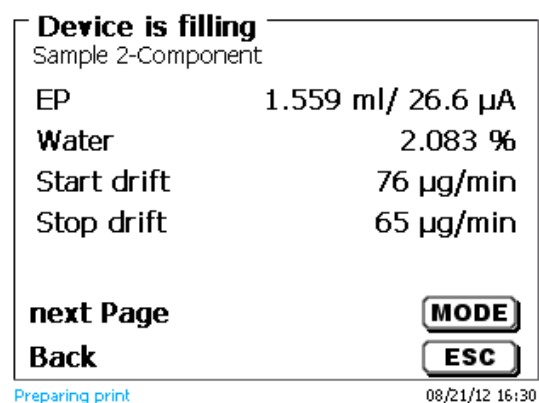 Device is filling
Sample 2-Component
EP 1.559 ml/ 26.6 µA
Water 2.083 %
Start drift 76 µg/min
Stop drift 65 µg/min
next Page MODE
Back ESC
Preparing print 08/21/12 16:30